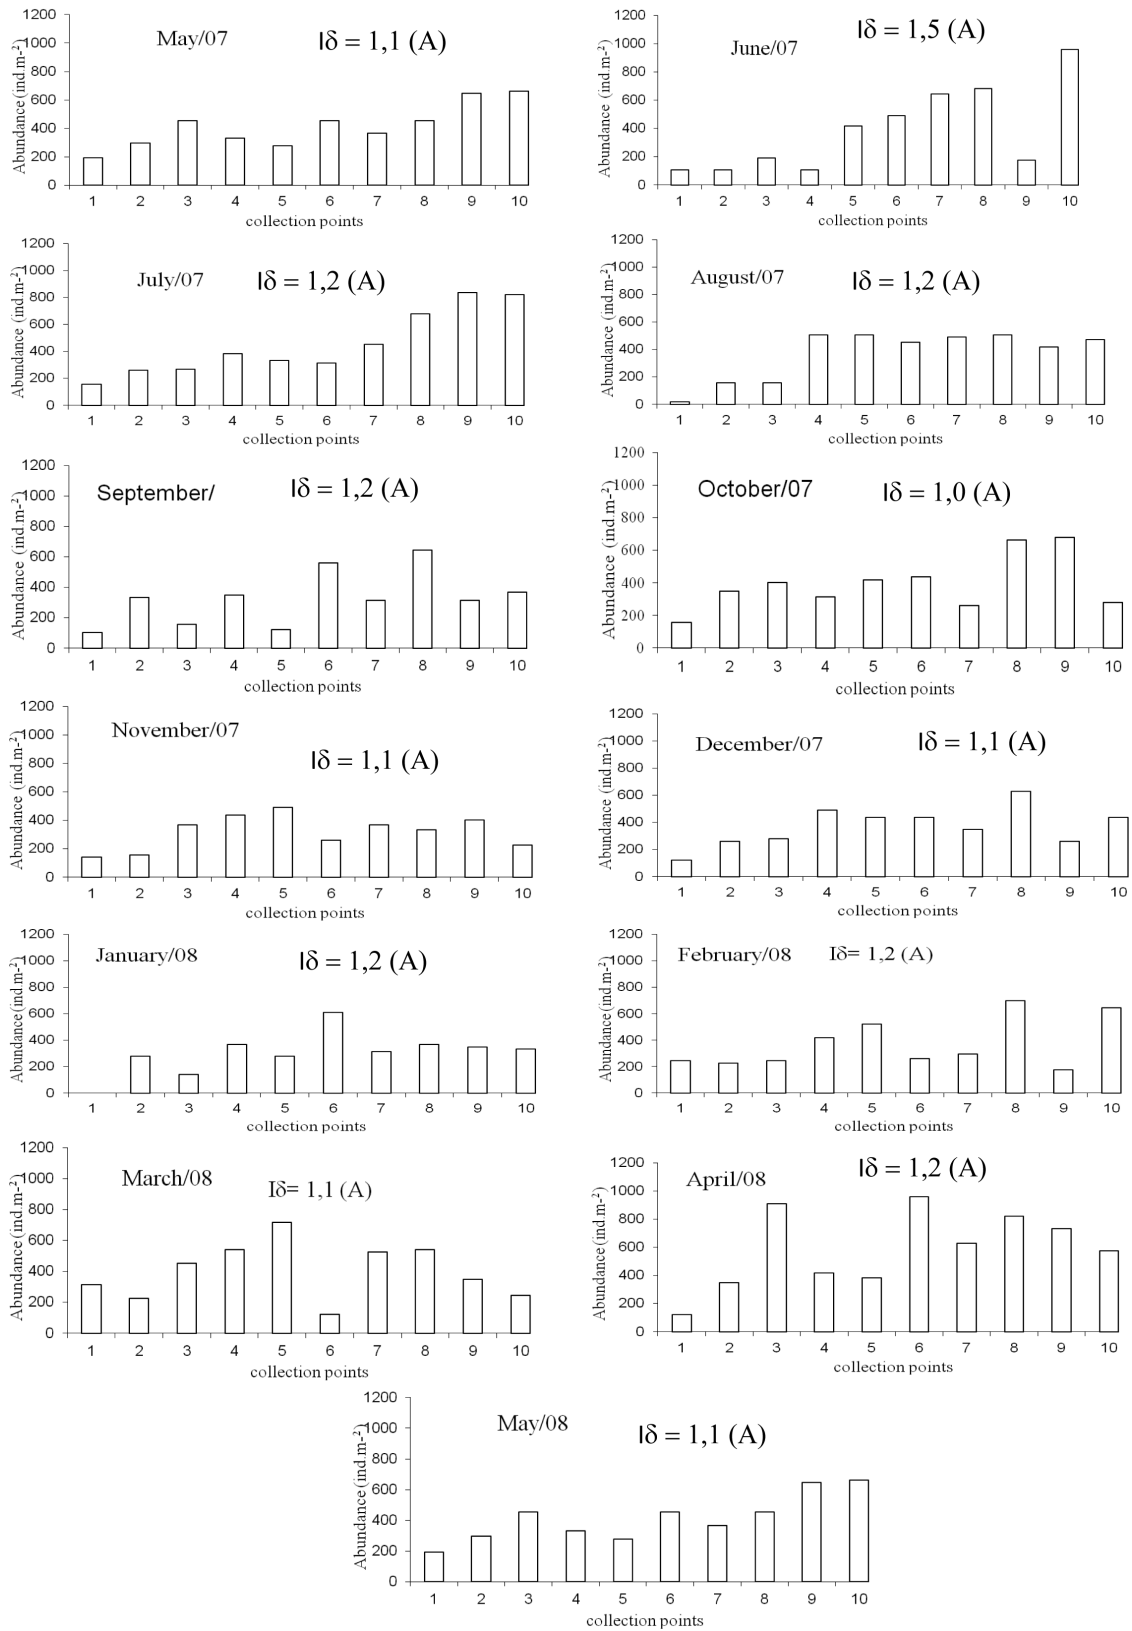 May/07
Iδ = 1,1 (A)
Abundance (ind.m-2)
1200
1000
800
600
400
200
0
1 2 3 4 5 6 7 8 9 10
collection points
June/07
Iδ = 1,5 (A)
Abundance (ind.m-2)
1200
1000
800
600
400
200
0
1 2 3 4 5 6 7 8 9 10
collection points
July/07
Iδ = 1,2 (A)
Abundance (ind.m-2)
1200
1000
800
600
400
200
0
1 2 3 4 5 6 7 8 9 10
collection points
August/07
Iδ = 1,2 (A)
Abundance (ind.m-2)
1200
1000
800
600
400
200
0
1 2 3 4 5 6 7 8 9 10
collection points
September/
Iδ = 1,2 (A)
Abundance (ind.m-2)
1200
1000
800
600
400
200
0
1 2 3 4 5 6 7 8 9 10
collection points
October/07
Iδ = 1,0 (A)
Abundance (ind.m-2)
1200
1000
800
600
400
200
0
1 2 3 4 5 6 7 8 9 10
collection points
November/07
Iδ = 1,1 (A)
Abundance (ind.m-2)
1200
1000
800
600
400
200
0
1 2 3 4 5 6 7 8 9 10
collection points
December/07
Iδ = 1,1 (A)
Abundance (ind.m-2)
1200
1000
800
600
400
200
0
1 2 3 4 5 6 7 8 9 10
collection points
January/08
Iδ = 1,2 (A)
Abundance (ind.m-2)
1200
1000
800
600
400
200
0
1 2 3 4 5 6 7 8 9 10
collection points
February/08
Iδ= 1,2 (A)
Abundance (ind.m-2)
1200
1000
800
600
400
200
0
1 2 3 4 5 6 7 8 9 10
collection points
March/08
Iδ= 1,1 (A)
Abundance (ind.m-2)
1200
1000
800
600
400
200
0
1 2 3 4 5 6 7 8 9 10
collection points
April/08
Iδ = 1,2 (A)
Abundance (ind.m-2)
1200
1000
800
600
400
200
0
1 2 3 4 5 6 7 8 9 10
collection points
May/08
Iδ = 1,1 (A)
Abundance (ind.m-2)
1200
1000
800
600
400
200
0
1 2 3 4 5 6 7 8 9 10
collection points